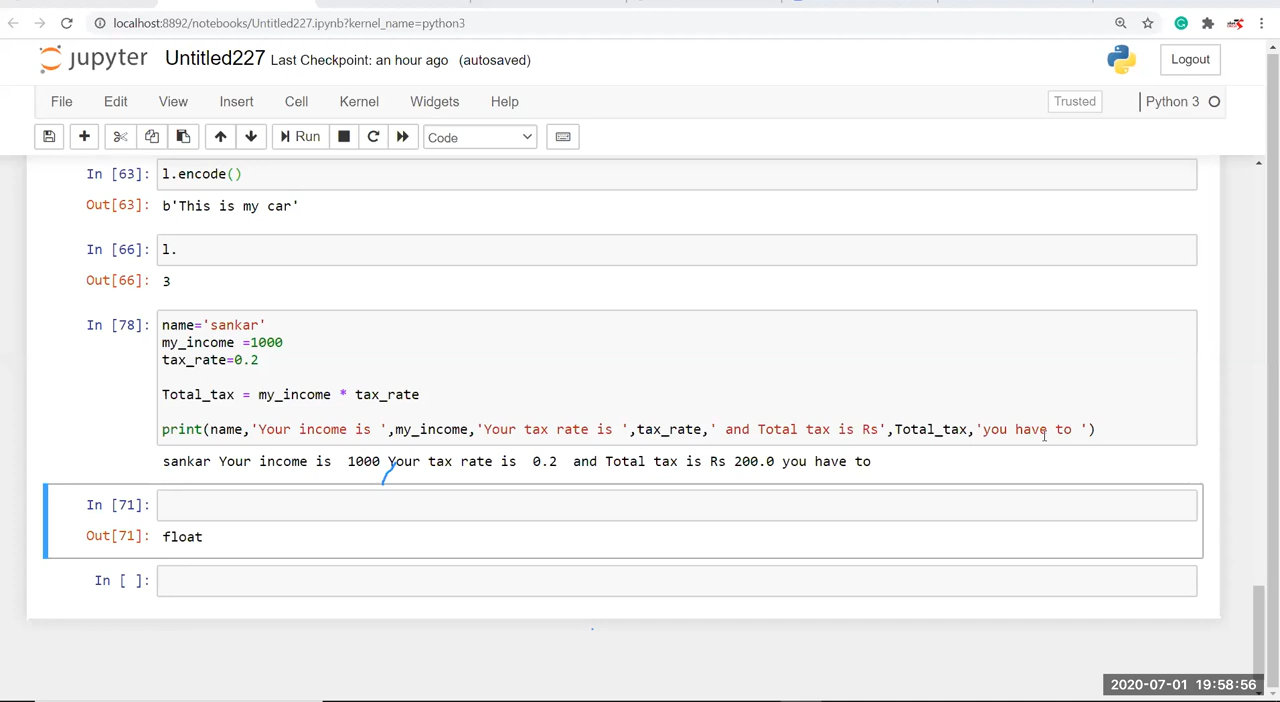 localhost:8892/notebooks/Untitled227.ipynb?kernel_name=python3
jupyter Untitled227 Last Checkpoint: an hour ago (autosaved)
Logout
File Edit View Insert Cell Kernel Widgets Help
Trusted
Python 3
Run
Code
In [63]: l.encode()
Out[63]: b'This is my car'
In [66]: l.
Out[66]: 3
In [78]: name='sankar'
my_income =1000
tax_rate=0.2
Total_tax = my_income * tax_rate
print(name,'Your income is ',my_income,'Your tax rate is ',tax_rate,' and Total tax is Rs',Total_tax,'you have to ')
sankar Your income is  1000 Your tax rate is  0.2  and Total tax is Rs 200.0 you have to
In [71]:
Out[71]: float
In [ ]:
2020-07-01 19:58:56